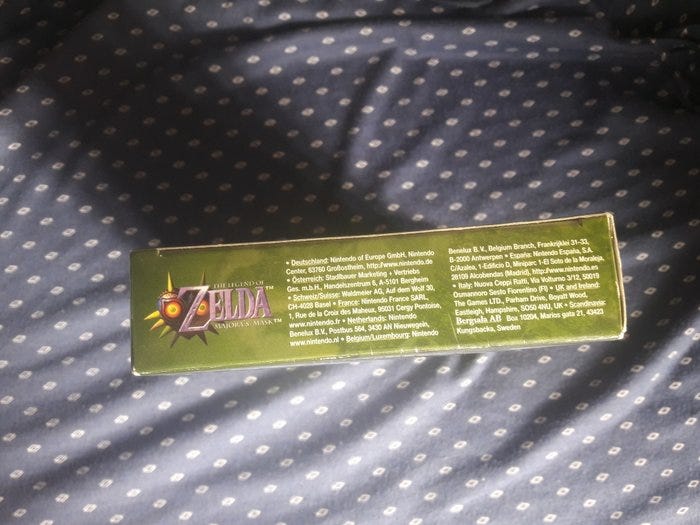 THE LEGEND OF
ZELDA™
MAJORA'S MASK™
• Deutschland: Nintendo of Europe GmbH, Nintendo
Center, 63760 Großostheim, http://www.nintendo.de
• Österreich: Stadlbauer Marketing + Vertriebs
Ges. m.b.H., Handelszentrum 6, A-5101 Bergheim
• Schweiz/Suisse: Waldmeier AG, Auf dem Wolf 30,
CH-4028 Basel • France: Nintendo France SARL,
1, Rue de la Croix des Maheux, 95031 Cergy Pontoise,
www.nintendo.fr • Netherlands: Nintendo
Benelux B.V., Postbus 564, 3430 AN Nieuwegein,
www.nintendo.nl • Belgium/Luxembourg: Nintendo
Benelux B.V., Belgium Branch, Frankrijklei 31-33,
B-2000 Antwerpen • España: Nintendo España, S.A.
C/Azalea, 1-Edificio D, Miniparc 1-El Soto de la Moraleja,
28109 Alcobendas (Madrid), http://www.nintendo.es
• Italy: Nuova Coppi Ratti, Via Volturno 3/12, 50019
Osmannoro Sesto Fiorentino (FI) • UK and Ireland:
The Games LTD., Parham Drive, Boyatt Wood,
Eastleigh, Hampshire, SO50 4NU, UK • Scandinavia:
Bergsala AB Box 10204, Marios gata 21, 43423
Kungsbacka, Sweden